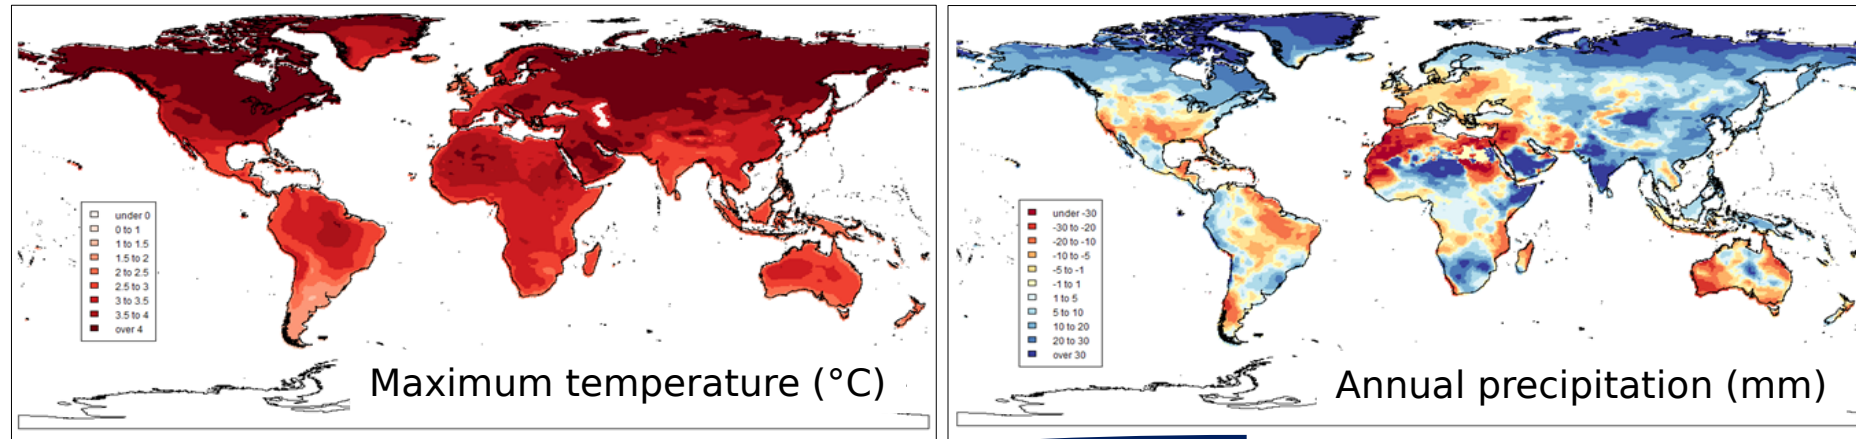 under 0
0 to 1
1 to 1.5
1.5 to 2
2 to 2.5
2.5 to 3
3 to 3.5
3.5 to 4
over 4
Maximum temperature (°C)
under -30
-30 to -20
-20 to -10
-10 to -5
-5 to -1
-1 to 1
1 to 5
5 to 10
10 to 20
20 to 30
over 30
Annual precipitation (mm)